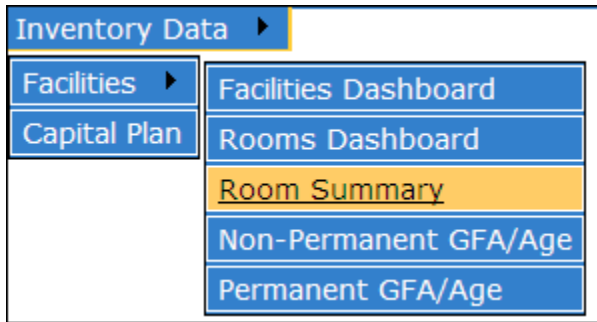 Inventory Data
Facilities
Capital Plan
Facilities Dashboard
Rooms Dashboard
Room Summary
Non-Permanent GFA/Age
Permanent GFA/Age